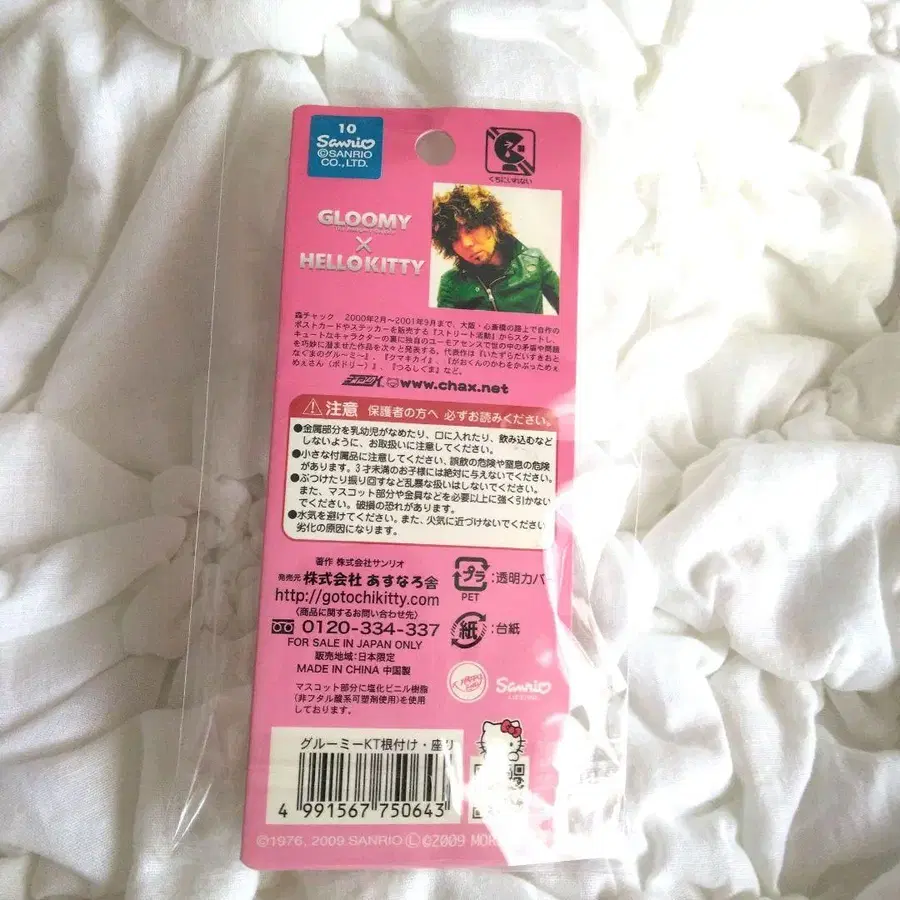 10
Sanrio
©SANRIO
CO.,LTD.
くちにいれない
GLOOMY
×
HELLO KITTY
森チャック 2000年2月~2001年9月まで、大阪・心斎橋の路上で自作の
ポストカードやステッカーを販売する『ストリート活動』からスタートし、
キュートなキャラクターの裏に独自のユーモアセンスで世の中の矛盾や問題
を巧妙に潜ませた作品を次々と発表する。代表作は『いたずらだいすきおと
なぐまのグル~ミ~』、『クマキカイ』、『がおくんのかわをかぶっためぇ
めぇさん〈ボドリー〉』、『つるしぐま』など。
www.chax.net
注意 保護者の方へ 必ずお読みください。
●金属部分を乳幼児がなめたり、口に入れたり、飲み込むなど
しないように、お取扱いに注意してください。
●小さな付属品に注意してください、誤飲の危険や窒息の危険
があります。3才未満のお子様には絶対に与えないでください。
●ぶつけたり振り回すなど乱暴な扱いはしないでください。
また、マスコット部分や金具などを必要以上に強く引かない
でください。破損の恐れがあります。
●水気を避けてください。また、火気に近づけないでください
劣化の原因になります。
著作 株式会社サンリオ
発売元 株式会社 あすなろ舎
http://gotochikitty.com
〈商品に関するお問い合わせ先〉
0120-334-337
FOR SALE IN JAPAN ONLY
販売地域:日本限定
MADE IN CHINA 中国製
マスコット部分に塩化ビニル樹脂
(非フタル酸系可塑剤使用)を使用
しております。
プラ
:透明カバー
PET
紙
:台紙
Sanrio
グルーミーKT根付け・座り
4 991567 750643
©1976, 2009 SANRIO Ⓛ ©2009 MOR